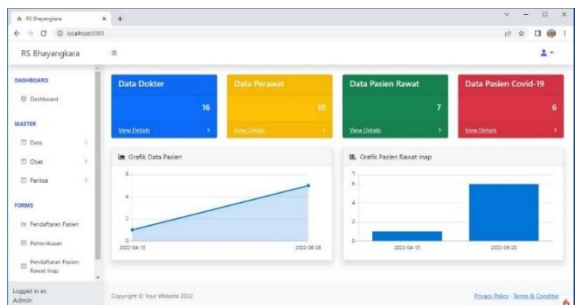 RS Bhayangkara
localhost:8080
RS Bhayangkara
DASHBOARD
Dashboard
MASTER
Data
Obat
Periksa
FORMS
Pendaftaran Pasien
Pemeriksaan
Pendaftaran Pasien
Rawat Inap
Logged in as:
Admin
Data Dokter
16
View Details
Data Perawat
10
View Details
Data Pasien Rawat
7
View Details
Data Pasien Covid-19
6
View Details
Grafik Data Pasien
6
4
2
0
2022-04-15
2022-06-28
Grafik Pasien Rawat Inap
7
6
4
2
0
2022-04-15
2022-06-28
Copyright © Your Website 2022
Privacy Policy · Terms & Conditions